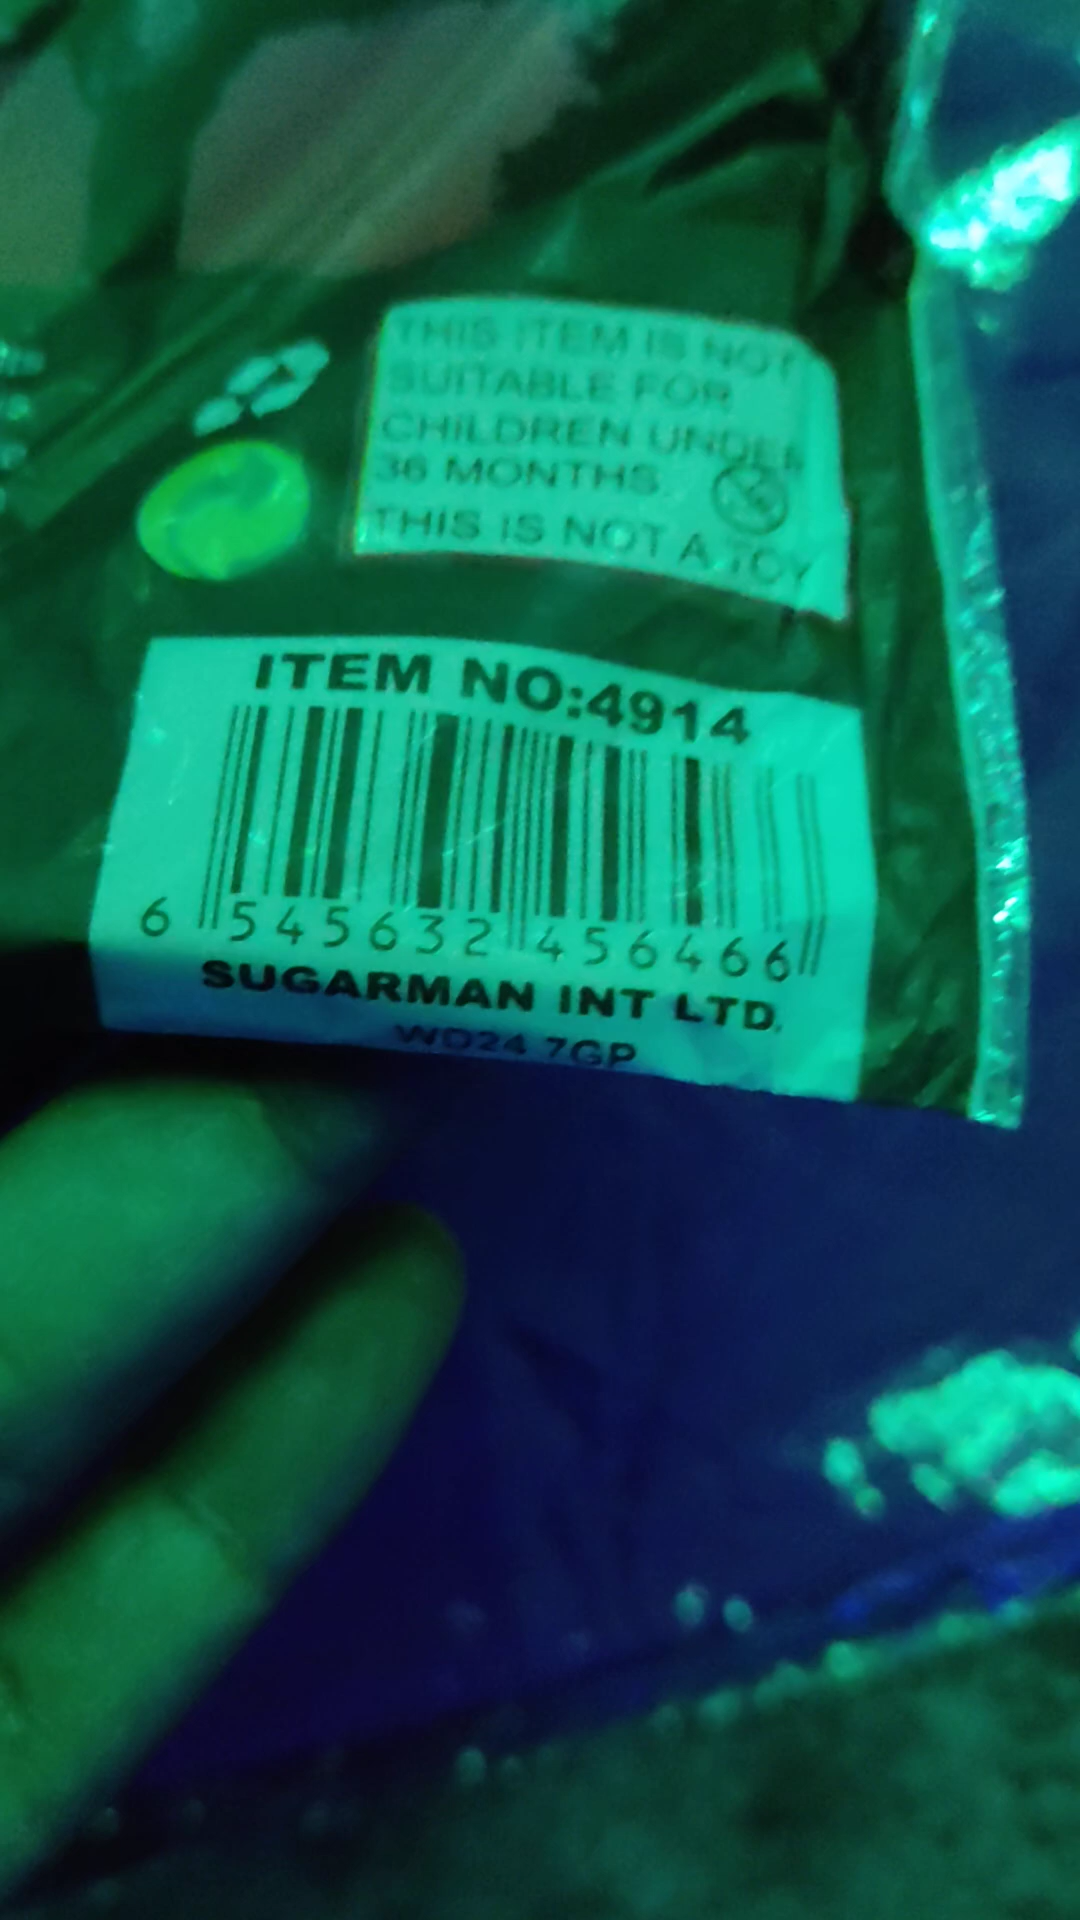 THIS ITEM IS NOT
SUITABLE FOR
CHILDREN UNDER
36 MONTHS
THIS IS NOT A TOY
ITEM NO:4914
6 545632 456466
SUGARMAN INT LTD.
WD24 7GP